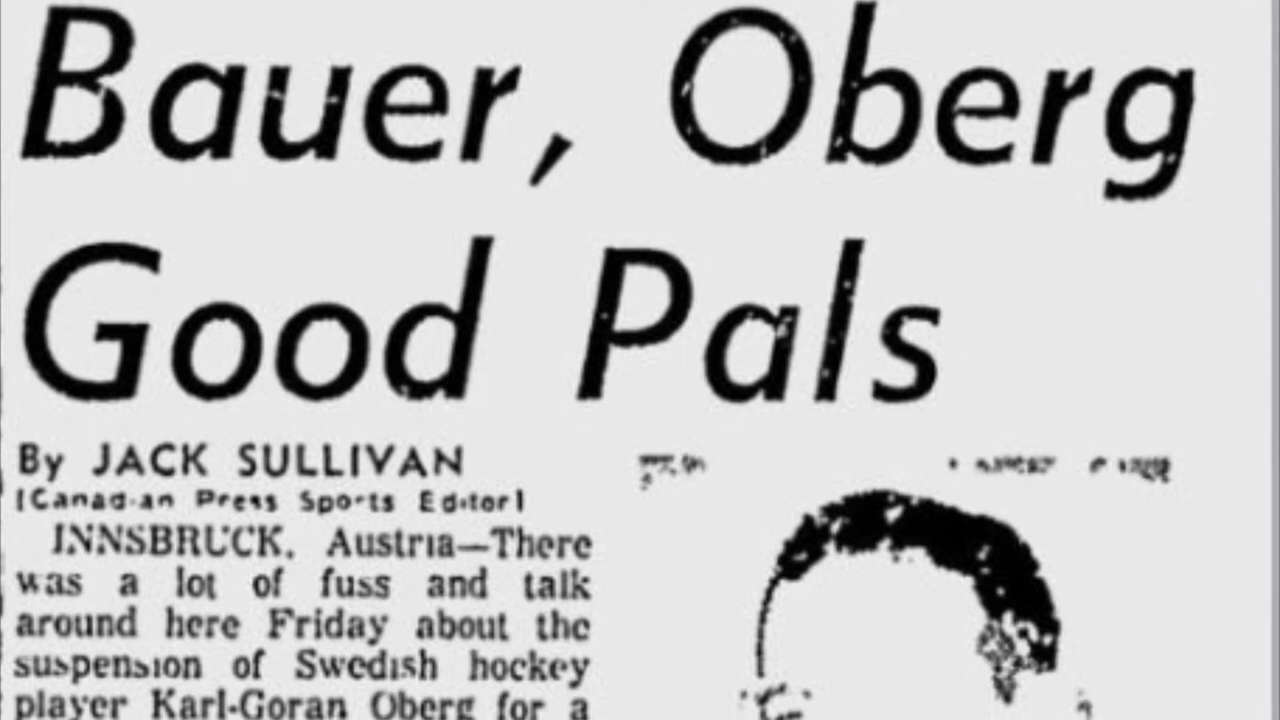 Bauer, Oberg
Good Pals
By JACK SULLIVAN
[Canadian Press Sports Editor]
INNSBRUCK, Austria—There
was a lot of fuss and talk
around here Friday about the
suspension of Swedish hockey
player Karl-Goran Oberg for a